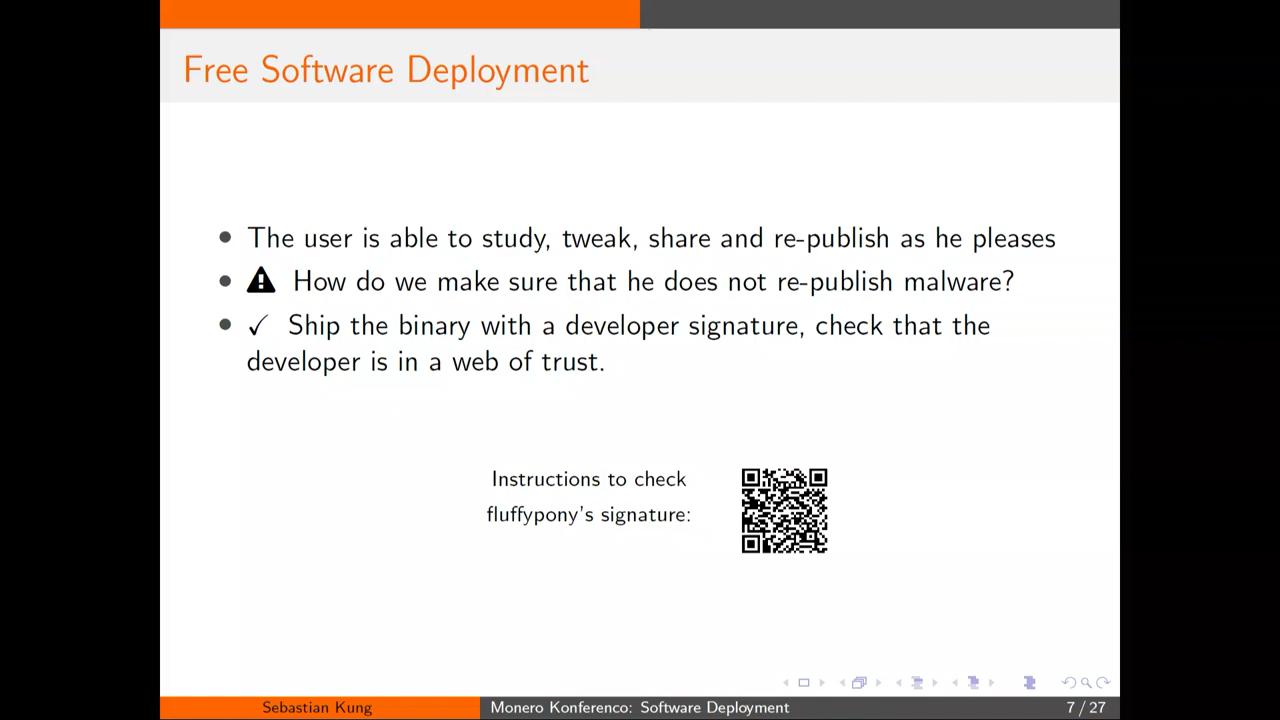 Free Software Deployment
The user is able to study, tweak, share and re-publish as he pleases
How do we make sure that he does not re-publish malware?
✓ Ship the binary with a developer signature, check that the
developer is in a web of trust.
Instructions to check
fluffypony's signature:
Sebastian Kung
Monero Konferenco: Software Deployment
7 / 27